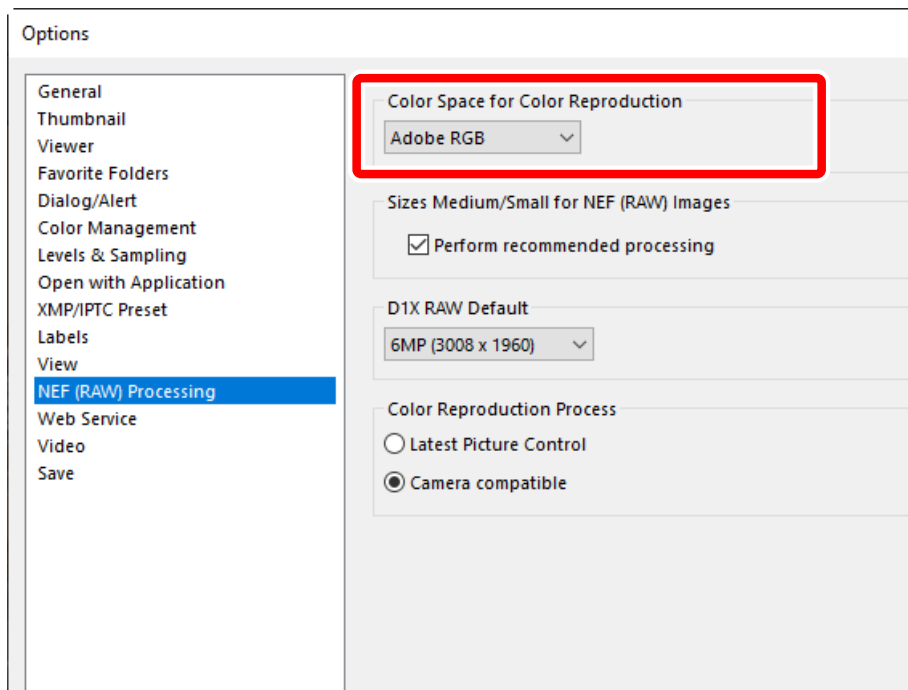 Options
General
Thumbnail
Viewer
Favorite Folders
Dialog/Alert
Color Management
Levels & Sampling
Open with Application
XMP/IPTC Preset
Labels
View
NEF (RAW) Processing
Web Service
Video
Save
Color Space for Color Reproduction
Adobe RGB
Sizes Medium/Small for NEF (RAW) Images
Perform recommended processing
D1X RAW Default
6MP (3008 x 1960)
Color Reproduction Process
Latest Picture Control
Camera compatible